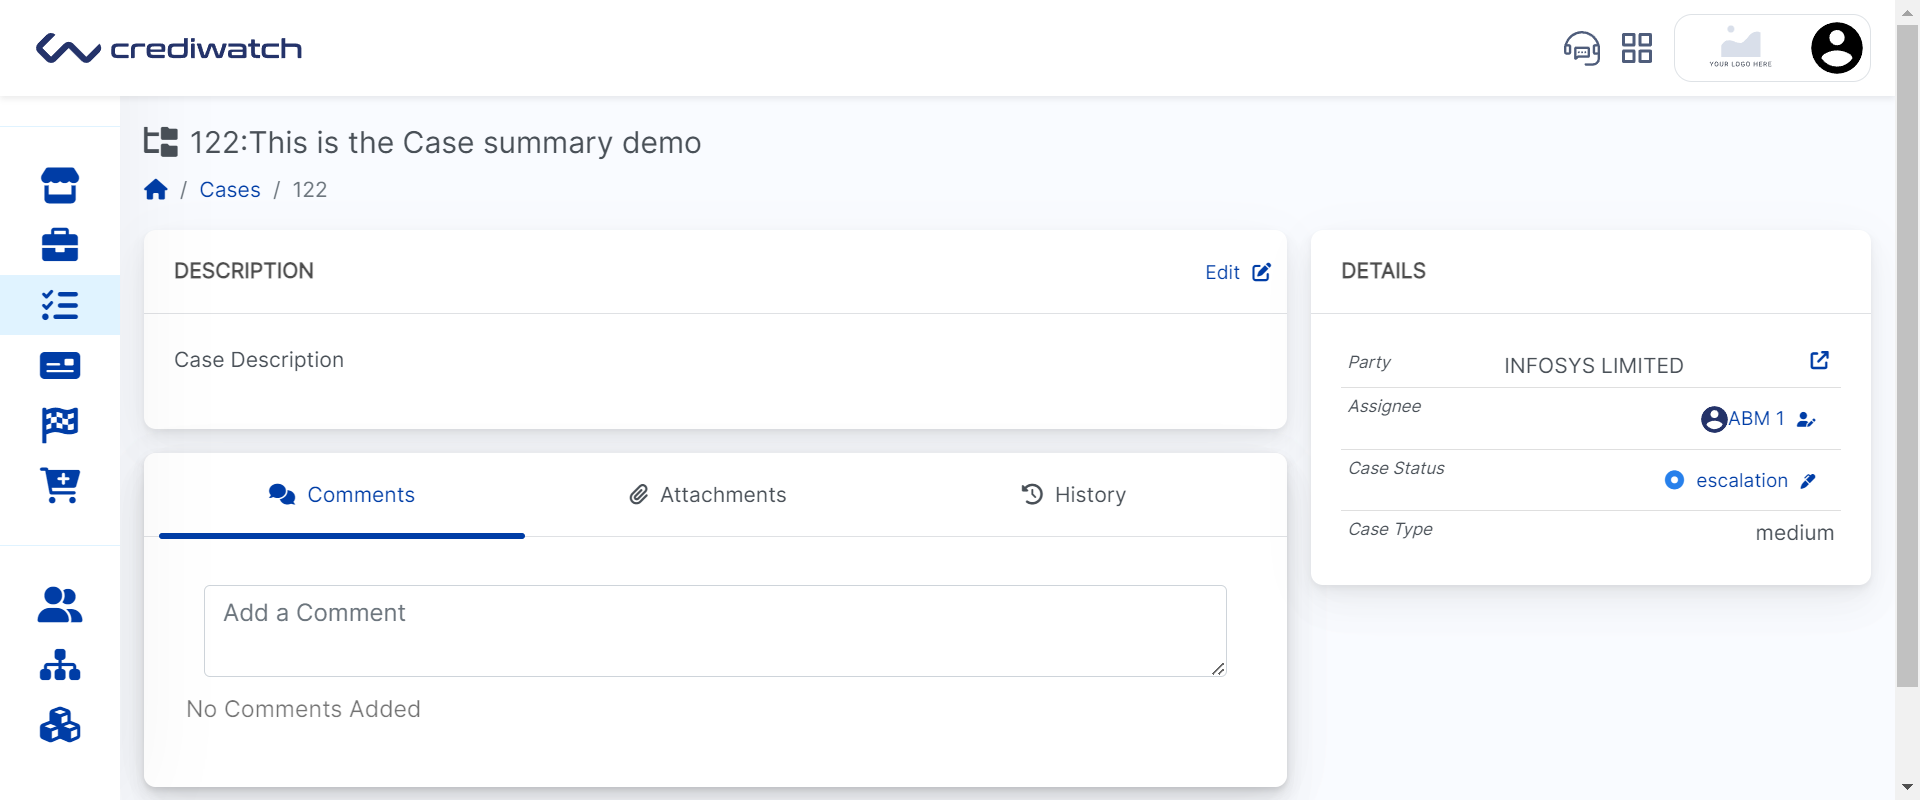 crediwatch
YOUR LOGO HERE
122:This is the Case summary demo
/ Cases / 122
DESCRIPTION
Edit
Case Description
Comments
Attachments
History
Add a Comment
No Comments Added
DETAILS
Party INFOSYS LIMITED
Assignee ABM 1
Case Status escalation
Case Type medium